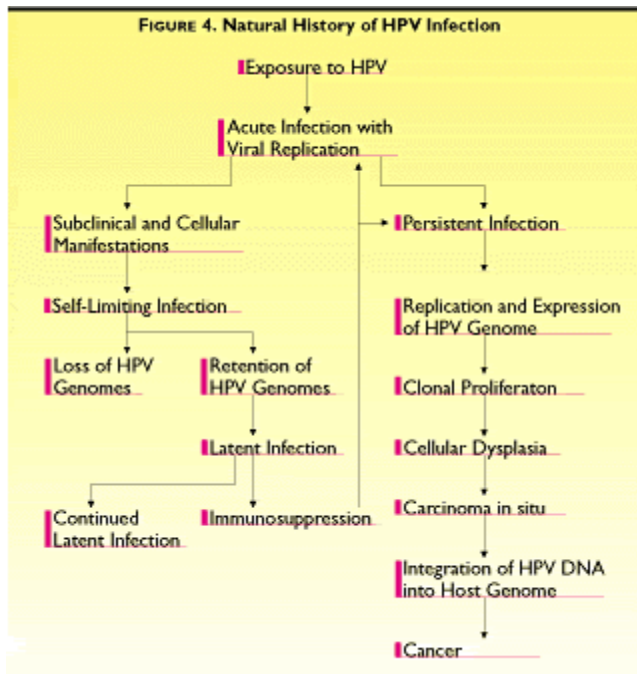 FIGURE 4. Natural History of HPV Infection
Exposure to HPV
Acute Infection with
Viral Replication
Subclinical and Cellular
Manifestations
Persistent Infection
Self-Limiting Infection
Replication and Expression
of HPV Genome
Loss of HPV
Genomes
Retention of
HPV Genomes
Clonal Proliferaton
Latent Infection
Cellular Dysplasia
Continued
Latent Infection
Immunosuppression
Carcinoma in situ
Integration of HPV DNA
into Host Genome
Cancer